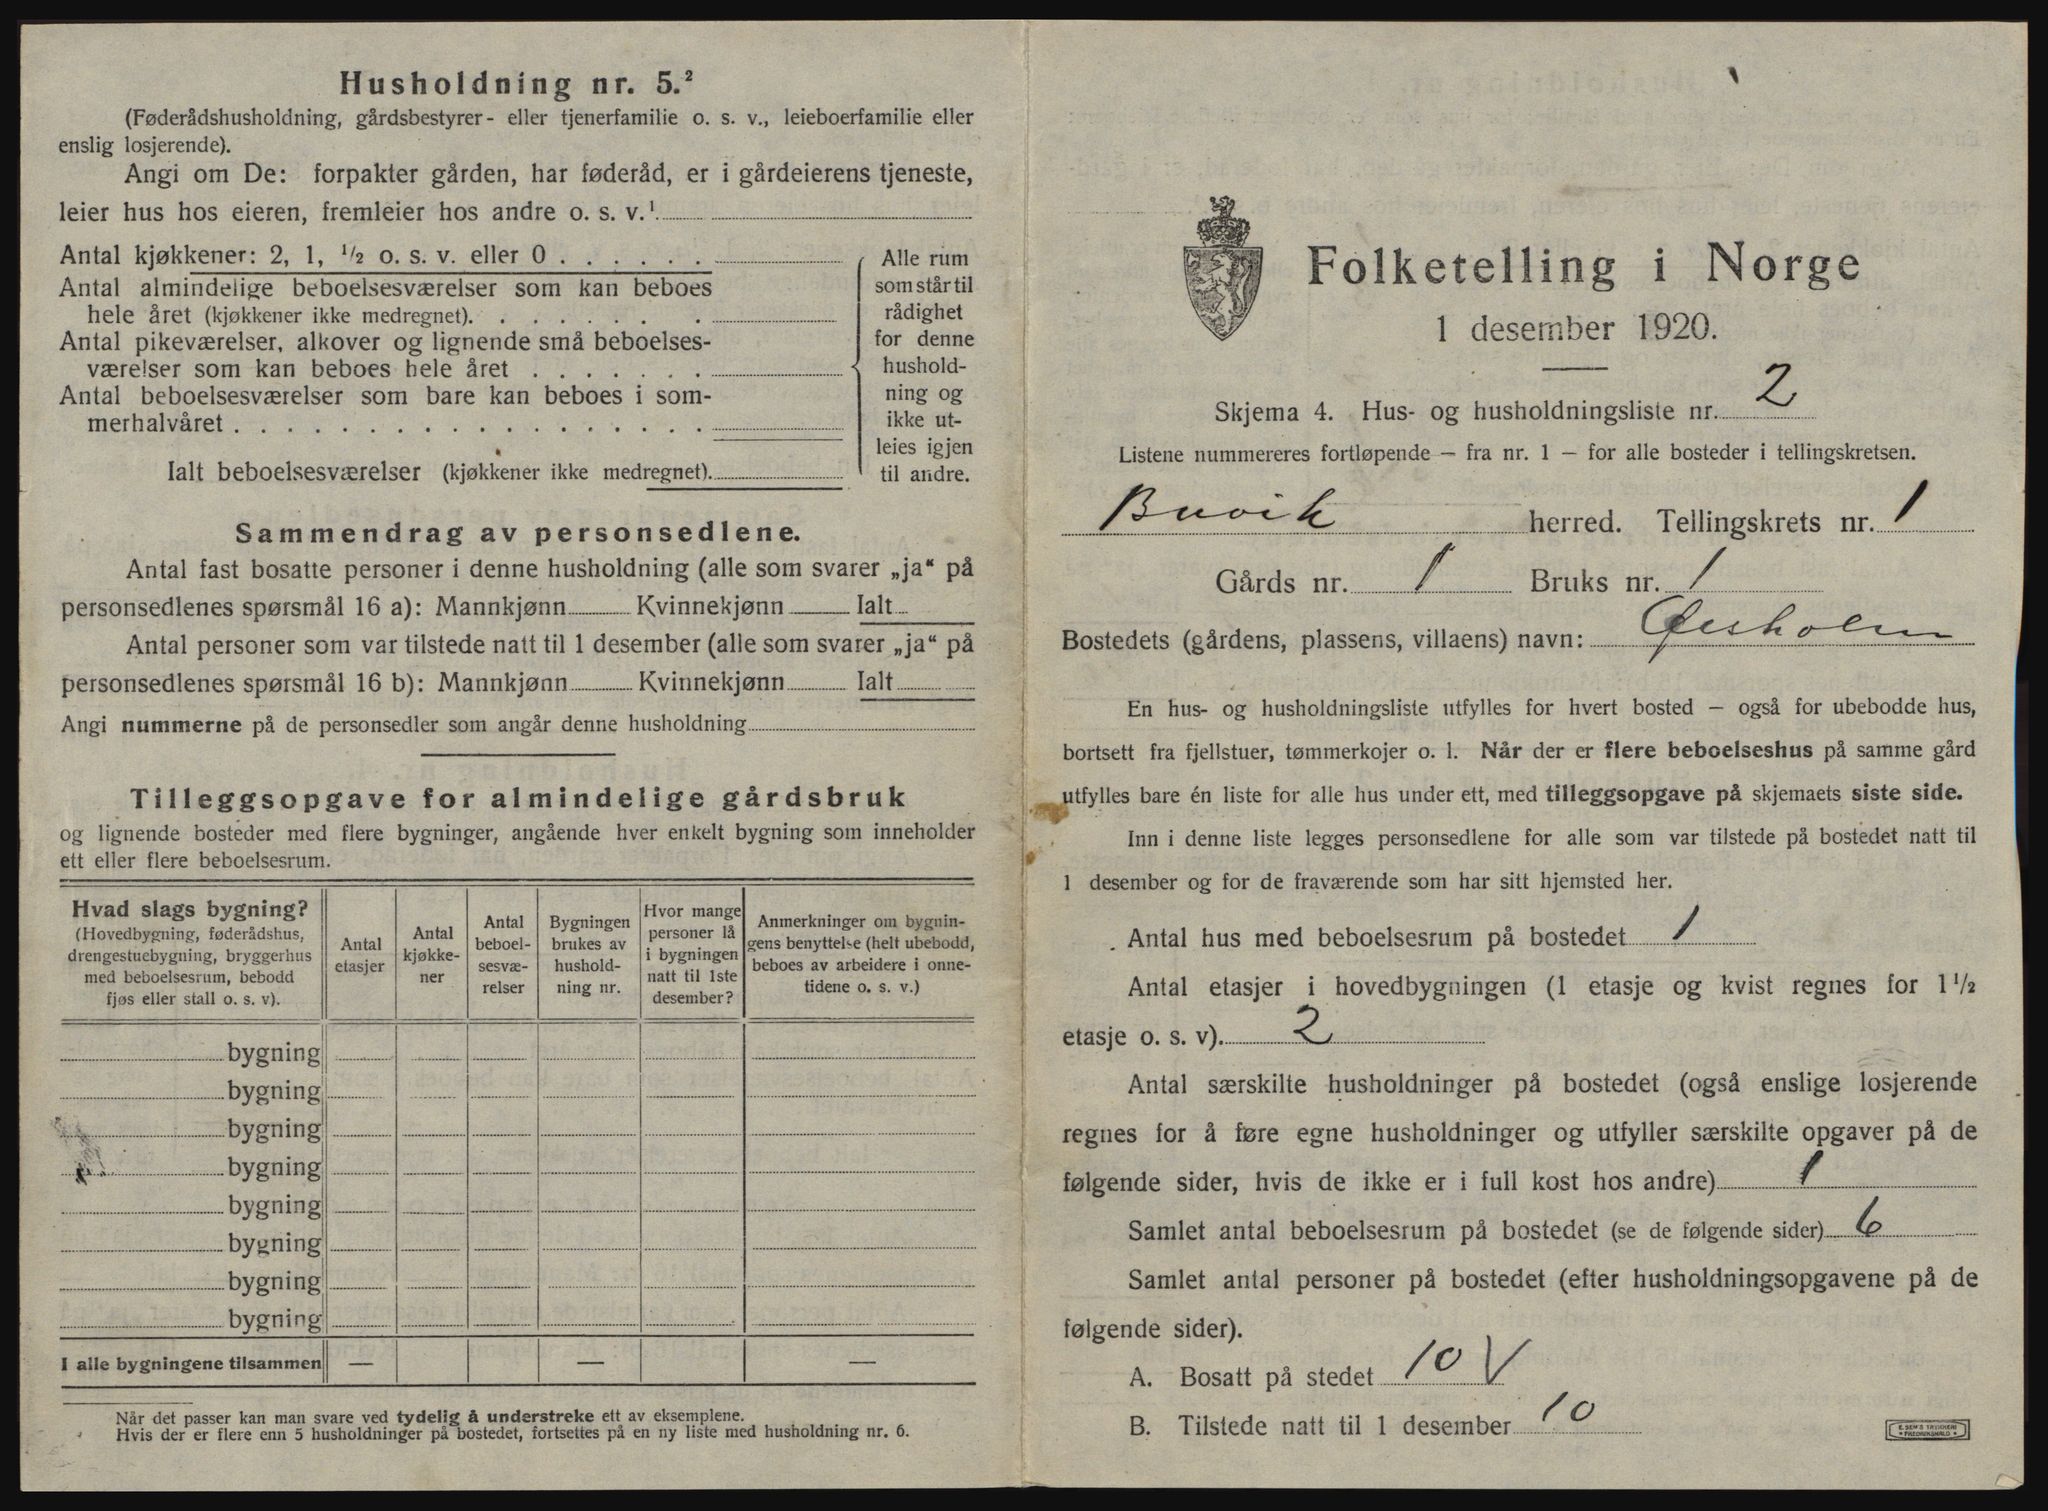 Husholdning nr. 5.²
(Føderådshusholdning, gårdsbestyrer- eller tjenerfamilie o. s. v., leieboerfamilie eller
enslig losjerende).
Angi om De: forpakter gården, har føderåd, er i gårdeierens tjeneste,
leier hus hos eieren, fremleier hos andre o. s. v.¹
Antal kjøkkener: 2, 1, ½ o. s. v. eller 0 . . . . . .
Antal almindelige beboelsesværelser som kan beboes
hele året (kjøkkener ikke medregnet). . . . . . . .
Antal pikeværelser, alkover og lignende små beboelses-
værelser som kan beboes hele året . . . . . . .
Antal beboelsesværelser som bare kan beboes i som-
merhalvåret . . . . . . . . . . . . . . . . . .
Ialt beboelsesværelser (kjøkkener ikke medregnet).
Alle rum
som står til
rådighet
for denne
hushold-
ning og
ikke ut-
leies igjen
til andre.
Sammendrag av personsedlene.
Antal fast bosatte personer i denne husholdning (alle som svarer „ja“ på
personsedlenes spørsmål 16 a): Mannkjønn Kvinnekjønn Ialt
Antal personer som var tilstede natt til 1 desember (alle som svarer „ja“ på
personsedlenes spørsmål 16 b): Mannkjønn Kvinnekjønn Ialt
Angi nummerne på de personsedler som angår denne husholdning
Tilleggsopgave for almindelige gårdsbruk
og lignende bosteder med flere bygninger, angående hver enkelt bygning som inneholder
ett eller flere beboelsesrum.
Hvad slags bygning?
(Hovedbygning, føderådshus,
drengestuebygning, bryggerhus
med beboelsesrum, bebodd
fjøs eller stall o. s. v).
Antal
etasjer
Antal
kjøkke-
ner
Antal
beboel-
sesvæ-
relser
Bygningen
brukes av
hushold-
ning nr.
Hvor mange
personer lå
i bygningen
natt til 1ste
desember?
Anmerkninger om bygnin-
gens benyttelse (helt ubebodd,
beboes av arbeidere i onne-
tidene o. s. v.)
bygning
bygning
bygning
bygning
bygning
bygning
bygning
bygning
I alle bygningene tilsammen — — —
Når det passer kan man svare ved tydelig å understreke ett av eksemplene.
Hvis der er flere enn 5 husholdninger på bostedet, fortsettes på en ny liste med husholdning nr. 6.
Folketelling i Norge
1 desember 1920.
Skjema 4. Hus- og husholdningsliste nr. 2
Listene nummereres fortløpende — fra nr. 1 — for alle bosteder i tellingskretsen.
Buvik herred. Tellingskrets nr. 1
Gårds nr. 1 Bruks nr. 1
Bostedets (gårdens, plassens, villaens) navn: Øesholm
En hus- og husholdningsliste utfylles for hvert bosted — også for ubebodde hus,
bortsett fra fjellstuer, tømmerkojer o. l. Når der er flere beboelseshus på samme gård
utfylles bare én liste for alle hus under ett, med tilleggsopgave på skjemaets siste side.
Inn i denne liste legges personsedlene for alle som var tilstede på bostedet natt til
1 desember og for de fraværende som har sitt hjemsted her.
Antal hus med beboelsesrum på bostedet 1
Antal etasjer i hovedbygningen (1 etasje og kvist regnes for 1½
etasje o. s. v). 2
Antal særskilte husholdninger på bostedet (også enslige losjerende
regnes for å føre egne husholdninger og utfyller særskilte opgaver på de
følgende sider, hvis de ikke er i full kost hos andre) 1
Samlet antal beboelsesrum på bostedet (se de følgende sider) 6
Samlet antal personer på bostedet (efter husholdningsopgavene på de
følgende sider).
A. Bosatt på stedet 10 V
B. Tilstede natt til 1 desember 10
E. SEM'S TRYKKERI
FREDRIKSHALD